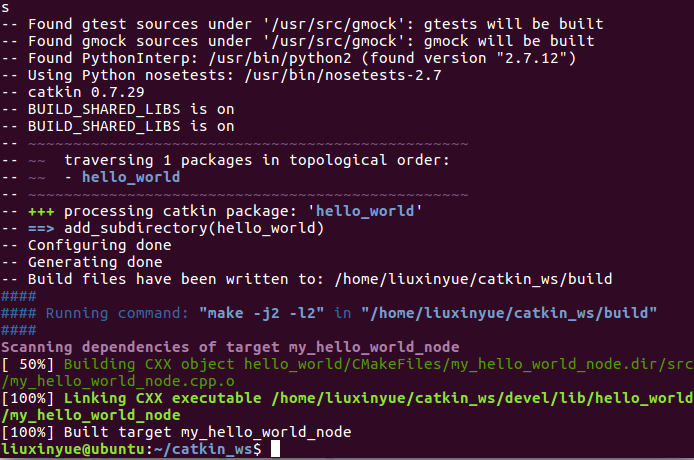 s
-- Found gtest sources under '/usr/src/gmock': gtests will be built
-- Found gmock sources under '/usr/src/gmock': gmock will be built
-- Found PythonInterp: /usr/bin/python2 (found version "2.7.12")
-- Using Python nosetests: /usr/bin/nosetests-2.7
-- catkin 0.7.29
-- BUILD_SHARED_LIBS is on
-- BUILD_SHARED_LIBS is on
-- ~~~~~~~~~~~~~~~~~~~~~~~~~~~~~~~~~~~~~~~~~~~~~~~~~
-- ~~  traversing 1 packages in topological order:
-- ~~  - hello_world
-- ~~~~~~~~~~~~~~~~~~~~~~~~~~~~~~~~~~~~~~~~~~~~~~~~~
-- +++ processing catkin package: 'hello_world'
-- ==> add_subdirectory(hello_world)
-- Configuring done
-- Generating done
-- Build files have been written to: /home/liuxinyue/catkin_ws/build
####
#### Running command: "make -j2 -l2" in "/home/liuxinyue/catkin_ws/build"
####
Scanning dependencies of target my_hello_world_node
[ 50%] Building CXX object hello_world/CMakeFiles/my_hello_world_node.dir/src
/my_hello_world_node.cpp.o
[100%] Linking CXX executable /home/liuxinyue/catkin_ws/devel/lib/hello_world
/my_hello_world_node
[100%] Built target my_hello_world_node
liuxinyue@ubuntu:~/catkin_ws$